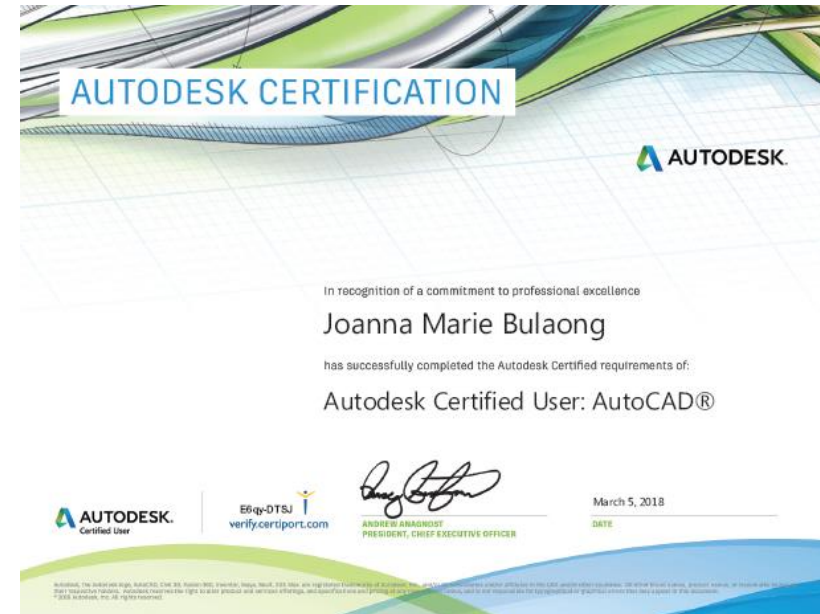 AUTODESK CERTIFICATION
AUTODESK.
In recognition of a commitment to professional excellence
Joanna Marie Bulaong
has successfully completed the Autodesk Certified requirements of:
Autodesk Certified User: AutoCAD®
AUTODESK.
Certified User
E6qy-DTSJ
verify.certiport.com
ANDREW ANAGNOST
PRESIDENT, CHIEF EXECUTIVE OFFICER
March 5, 2018
DATE